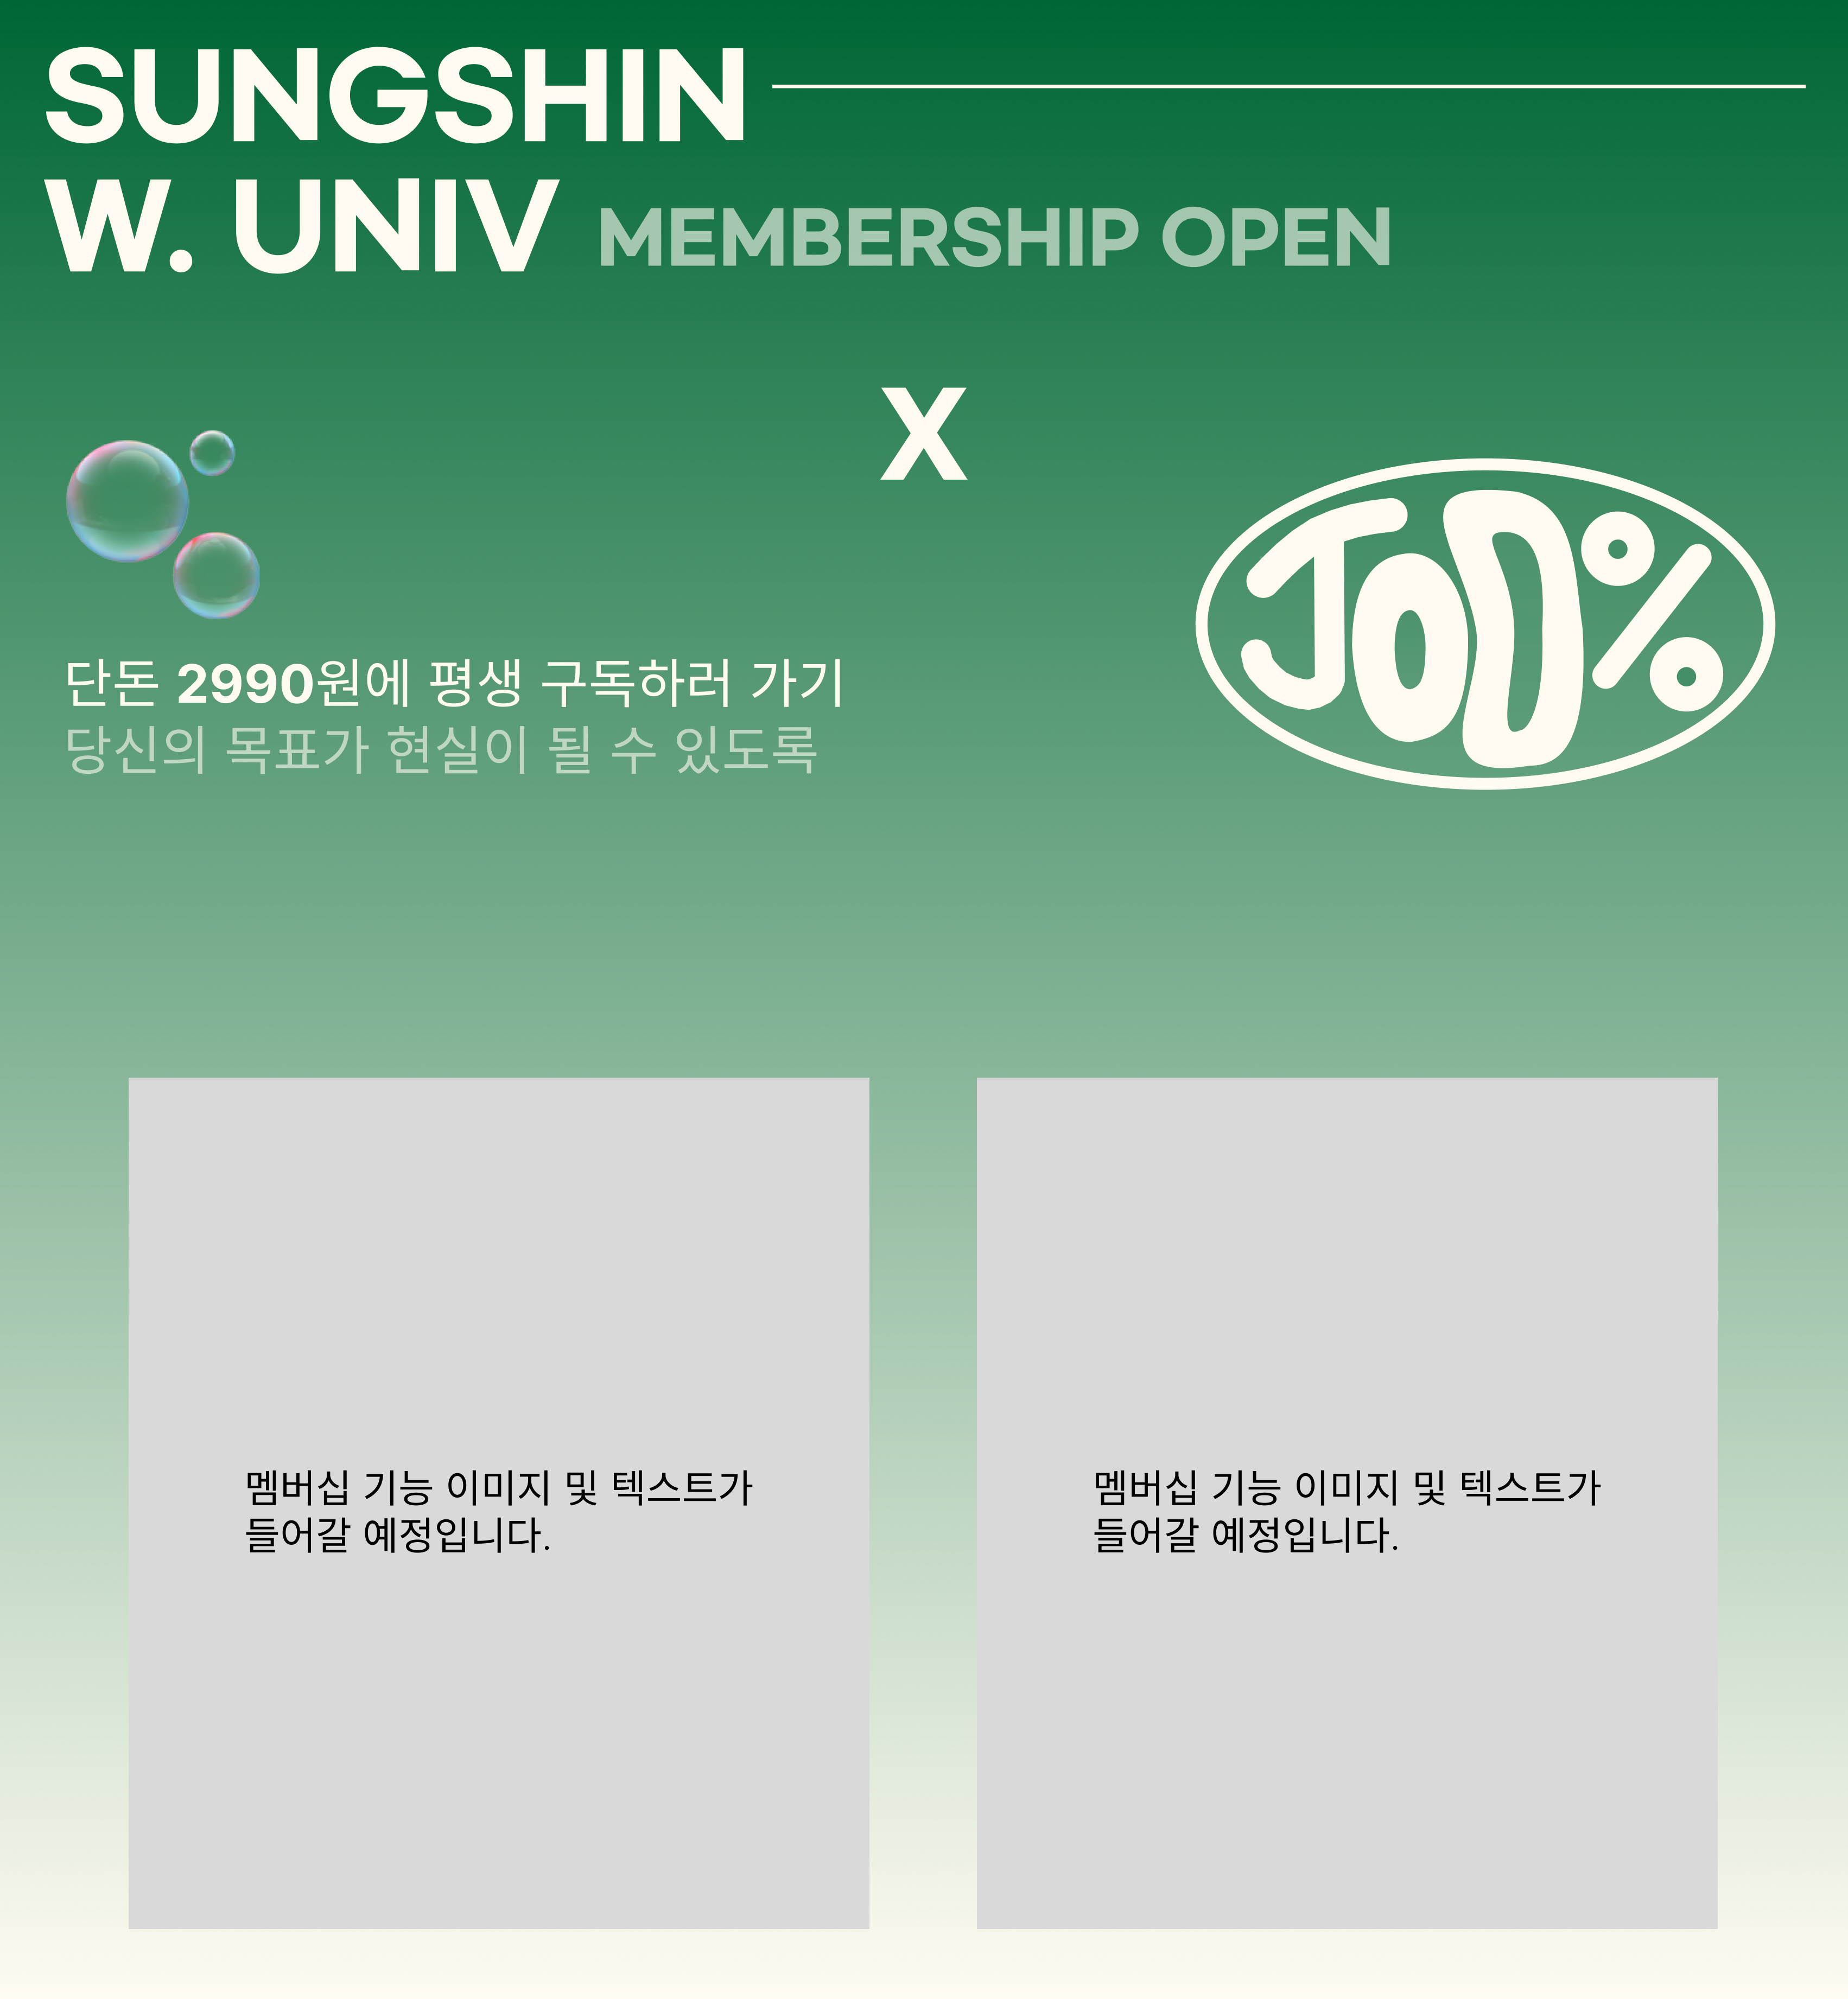 SUNGSHIN
W. UNIV MEMBERSHIP OPEN
X
JOD%
단돈 2990원에 평생 구독하러 가기
당신의 목표가 현실이 될 수 있도록
멤버십 기능 이미지 및 텍스트가
들어갈 예정입니다.
멤버십 기능 이미지 및 텍스트가
들어갈 예정입니다.